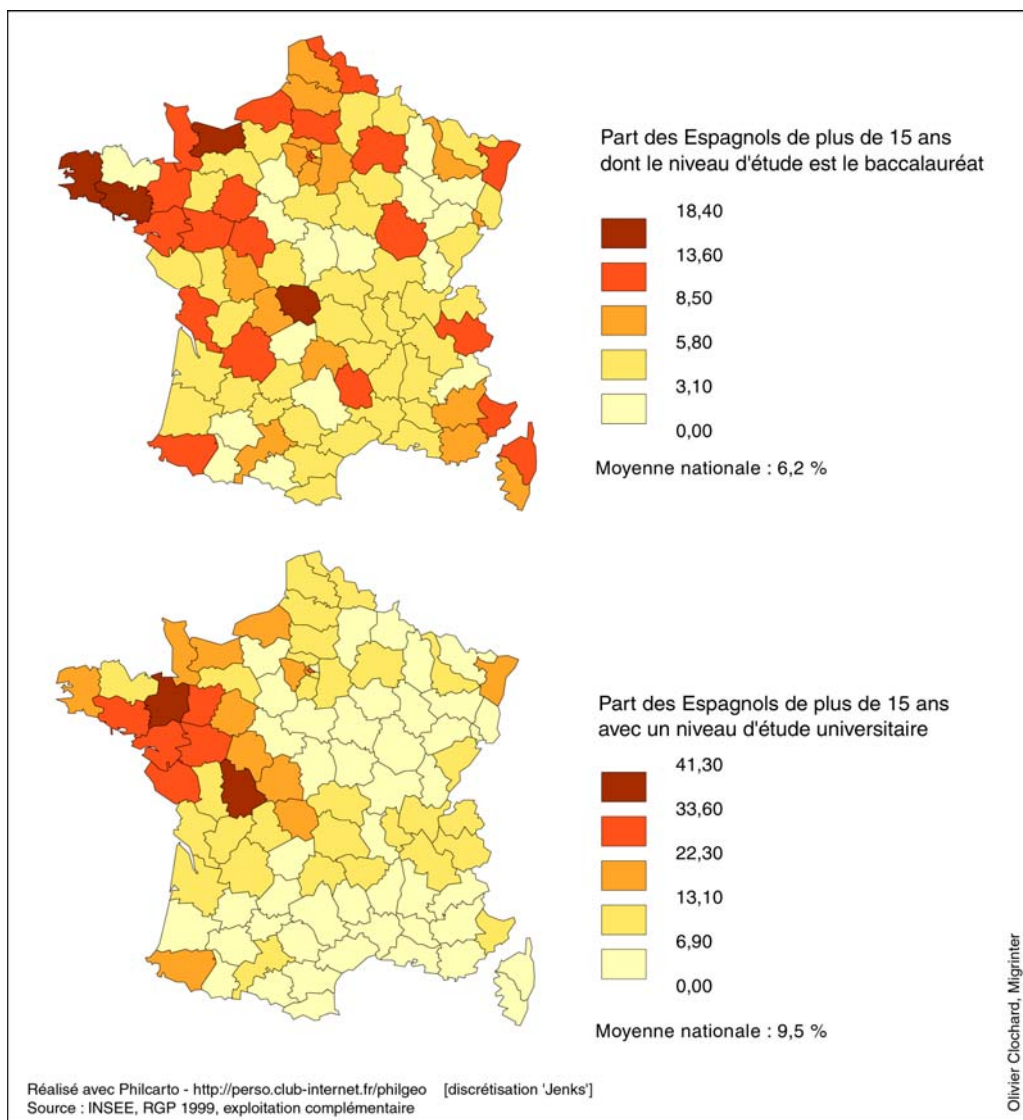 Part des Espagnols de plus de 15 ans
dont le niveau d'étude est le baccalauréat
18,40
13,60
8,50
5,80
3,10
0,00
Moyenne nationale : 6,2 %
Part des Espagnols de plus de 15 ans
avec un niveau d'étude universitaire
41,30
33,60
22,30
13,10
6,90
0,00
Moyenne nationale : 9,5 %
Olivier Clochard, Migrinter
Réalisé avec Philcarto - http://perso.club-internet.fr/philgeo [discrétisation 'Jenks']
Source : INSEE, RGP 1999, exploitation complémentaire